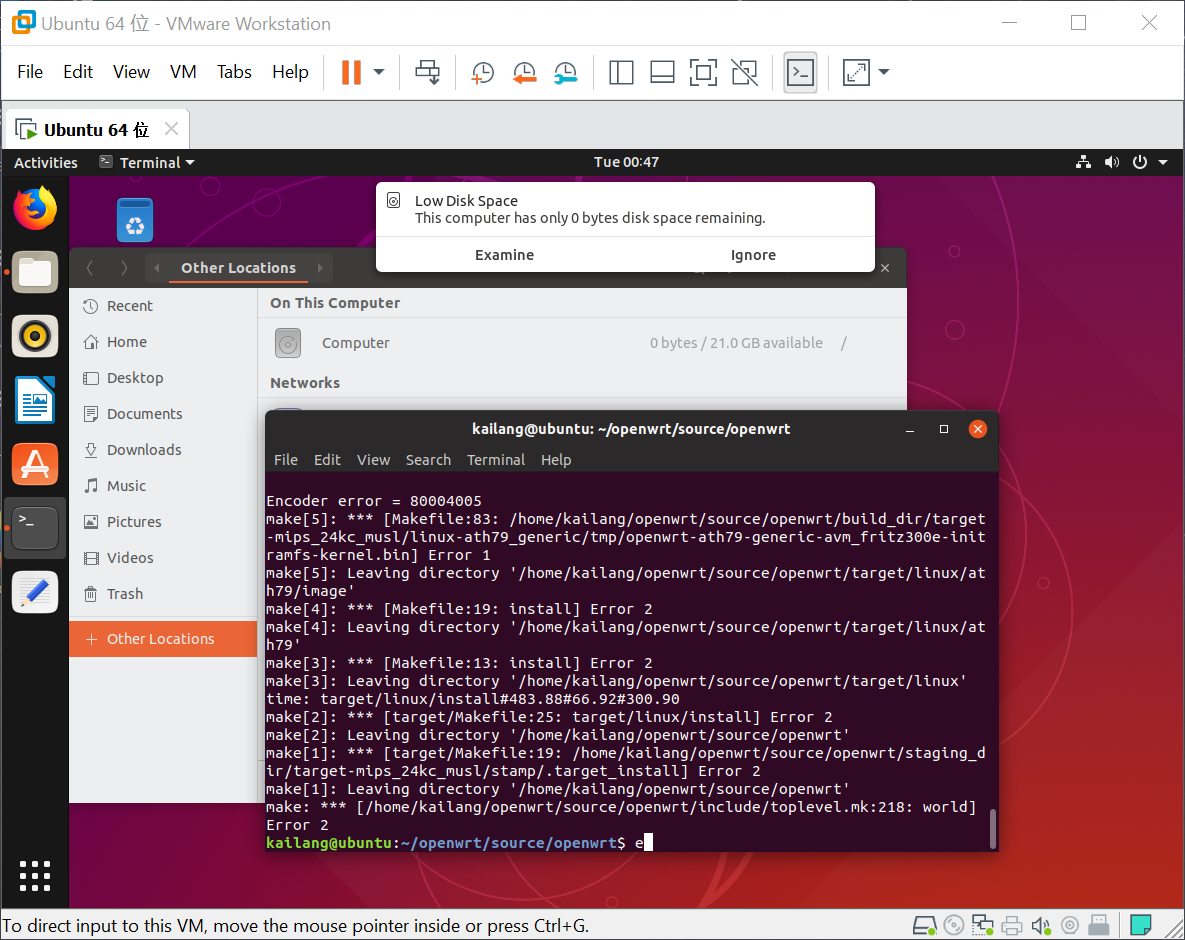 Ubuntu 64 位 - VMware Workstation
File Edit View VM Tabs Help
Ubuntu 64 位
Activities Terminal Tue 00:47
Low Disk Space
This computer has only 0 bytes disk space remaining.
Examine Ignore
Other Locations
Recent
Home
Desktop
Documents
Downloads
Music
Pictures
Videos
Trash
Other Locations
On This Computer
Computer 0 bytes / 21.0 GB available /
Networks
kailang@ubuntu: ~/openwrt/source/openwrt
File Edit View Search Terminal Help
Encoder error = 80004005
make[5]: *** [Makefile:83: /home/kailang/openwrt/source/openwrt/build_dir/target
-mips_24kc_musl/linux-ath79_generic/tmp/openwrt-ath79-generic-avm_fritz300e-init
ramfs-kernel.bin] Error 1
make[5]: Leaving directory '/home/kailang/openwrt/source/openwrt/target/linux/at
h79/image'
make[4]: *** [Makefile:19: install] Error 2
make[4]: Leaving directory '/home/kailang/openwrt/source/openwrt/target/linux/at
h79'
make[3]: *** [Makefile:13: install] Error 2
make[3]: Leaving directory '/home/kailang/openwrt/source/openwrt/target/linux'
time: target/linux/install#483.88#66.92#300.90
make[2]: *** [target/Makefile:25: target/linux/install] Error 2
make[2]: Leaving directory '/home/kailang/openwrt/source/openwrt'
make[1]: *** [target/Makefile:19: /home/kailang/openwrt/source/openwrt/staging_d
ir/target-mips_24kc_musl/stamp/.target_install] Error 2
make[1]: Leaving directory '/home/kailang/openwrt/source/openwrt'
make: *** [/home/kailang/openwrt/source/openwrt/include/toplevel.mk:218: world]
Error 2
kailang@ubuntu:~/openwrt/source/openwrt$ e
To direct input to this VM, move the mouse pointer inside or press Ctrl+G.